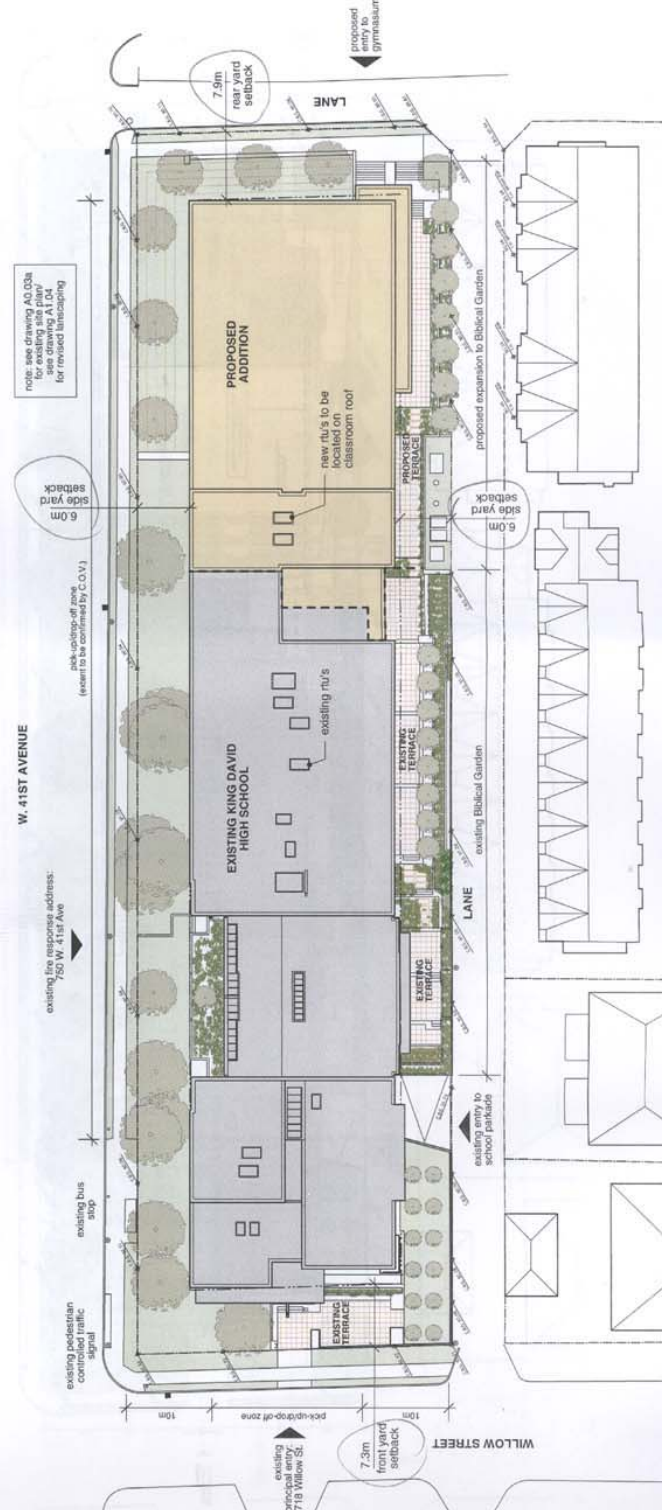 proposed
entry to
gymnasium
7.9m
rear yard
setback
LANE
note: see drawing A0.03a
for existing site plan/
see drawing A1.04
for revised lanscaping
PROPOSED
ADDITION
new rtu's to be
located on
classroom roof
6.0m
side yard
setback
pick-up/drop-off zone
(extent to be confirmed by C.O.V.)
PROPOSED
TERRACE
proposed expansion to Biblical Garden
6.0m
side yard
setback
W. 41ST AVENUE
existing fire response address:
750 W. 41st Ave
EXISTING KING DAVID
HIGH SCHOOL
existing rtu's
EXISTING
TERRACE
existing Biblical Garden
LANE
EXISTING
TERRACE
existing entry to
school parkade
existing bus
stop
existing pedestrian
controlled traffic
signal
EXISTING
TERRACE
10m
pick-up/drop-off zone
10m
existing
principal entry:
5718 Willow St.
7.3m
front yard
setback
WILLOW STREET